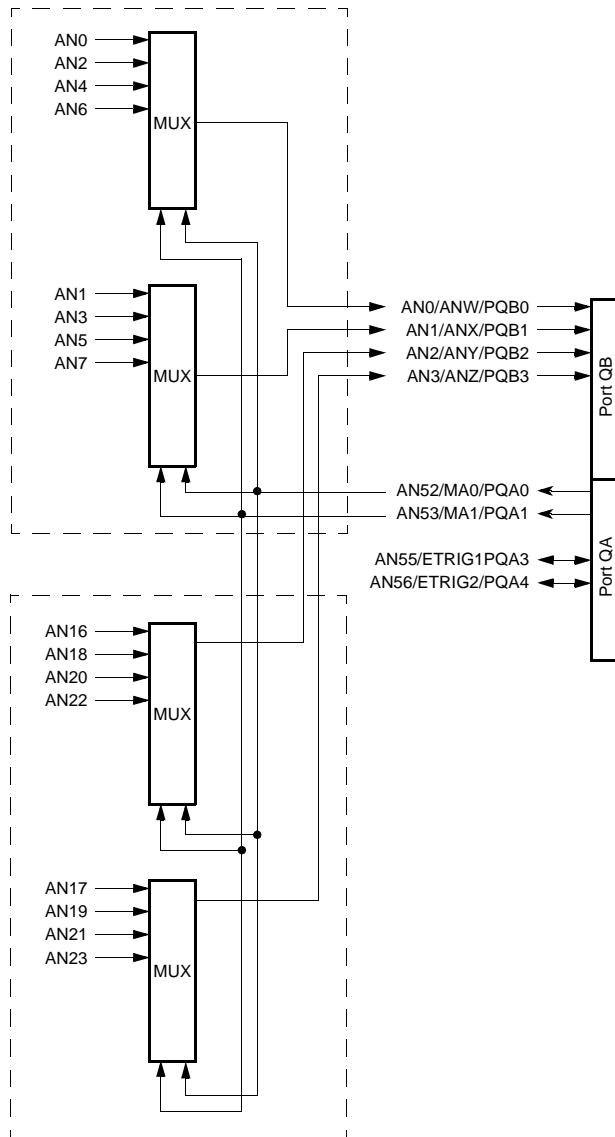 AN0
AN2
AN4
AN6
MUX
AN1
AN3
AN5
AN7
MUX
AN0/ANW/PQB0
AN1/ANX/PQB1
AN2/ANY/PQB2
AN3/ANZ/PQB3
Port QB
AN52/MA0/PQA0
AN53/MA1/PQA1
AN55/ETRIG1PQA3
AN56/ETRIG2/PQA4
Port QA
AN16
AN18
AN20
AN22
MUX
AN17
AN19
AN21
AN23
MUX